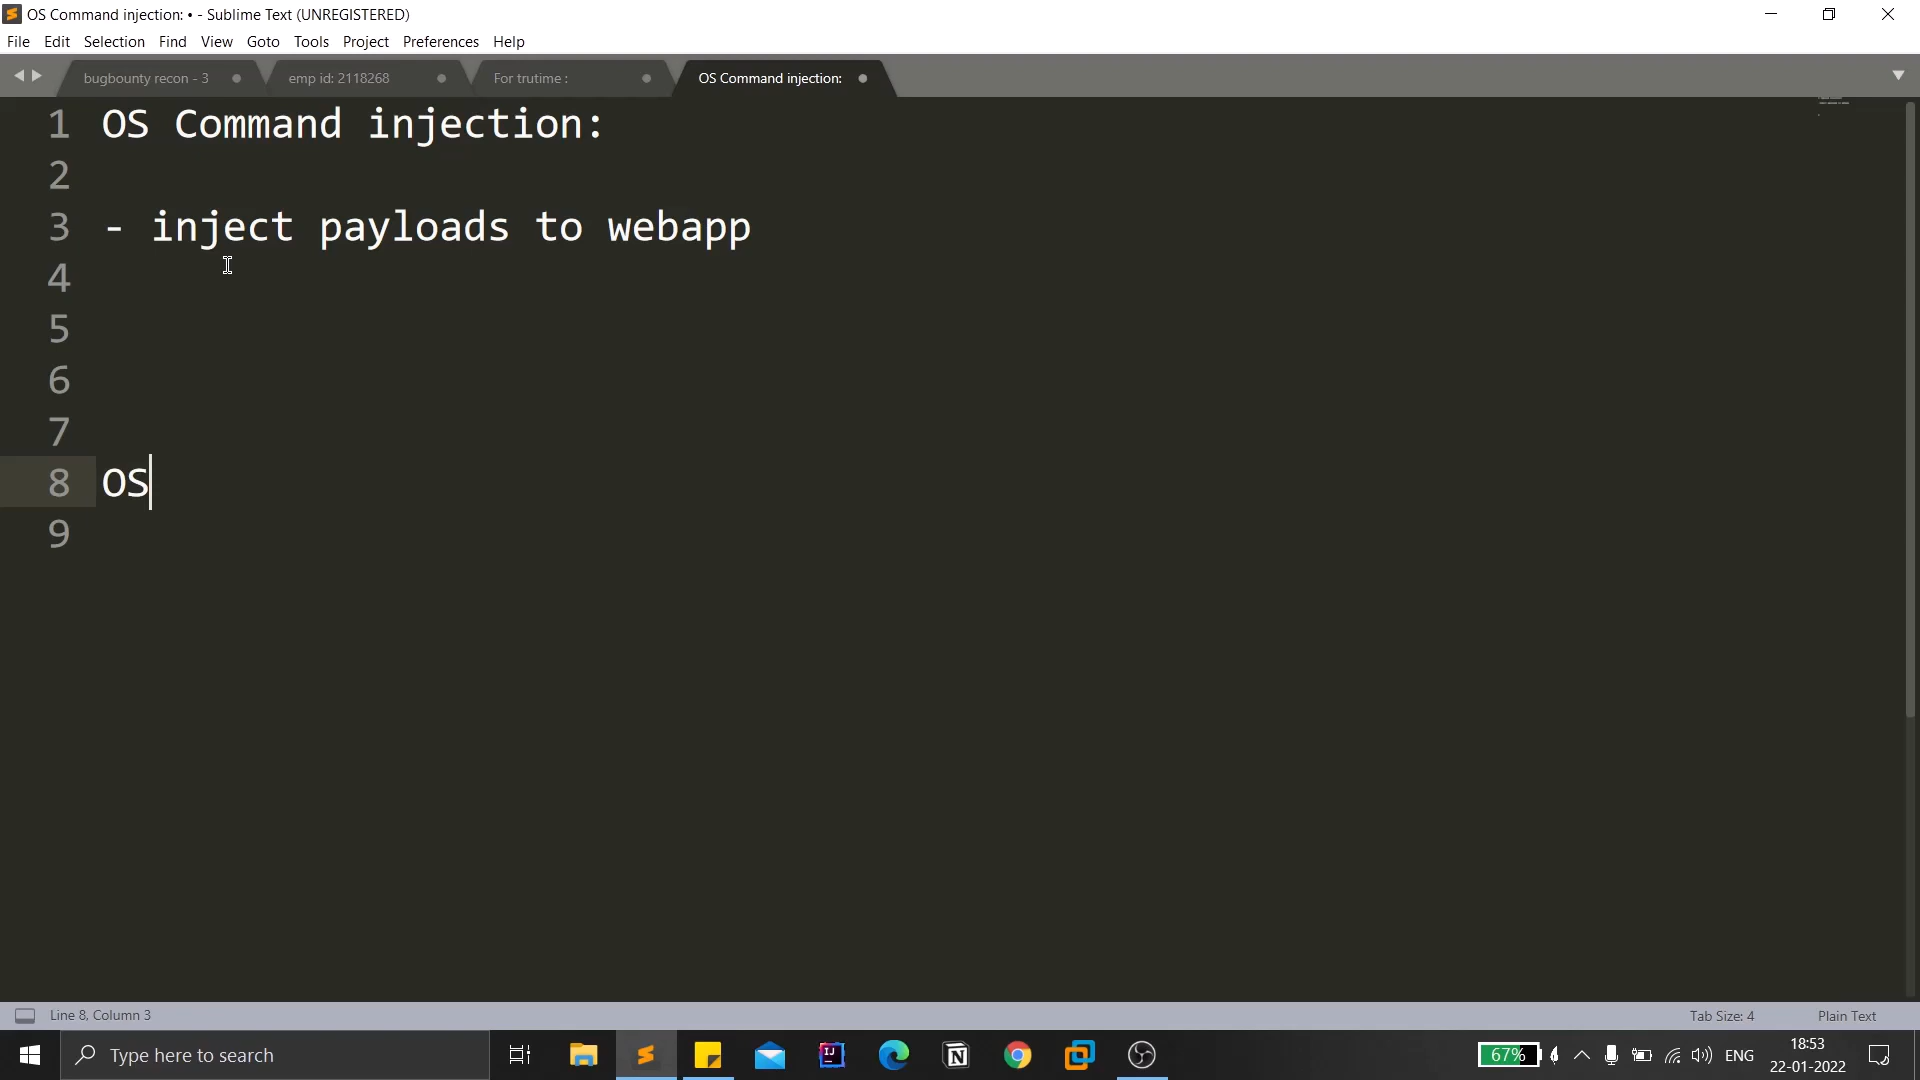 OS Command injection: • - Sublime Text (UNREGISTERED)
File Edit Selection Find View Goto Tools Project Preferences Help
bugbounty recon - 3 emp id: 2118268 For trutime : OS Command injection:
1 OS Command injection:
2
3 - inject payloads to webapp
4
5
6
7
8 OS
9
Line 8, Column 3 Tab Size: 4 Plain Text
Type here to search 67% ENG 18:53
22-01-2022